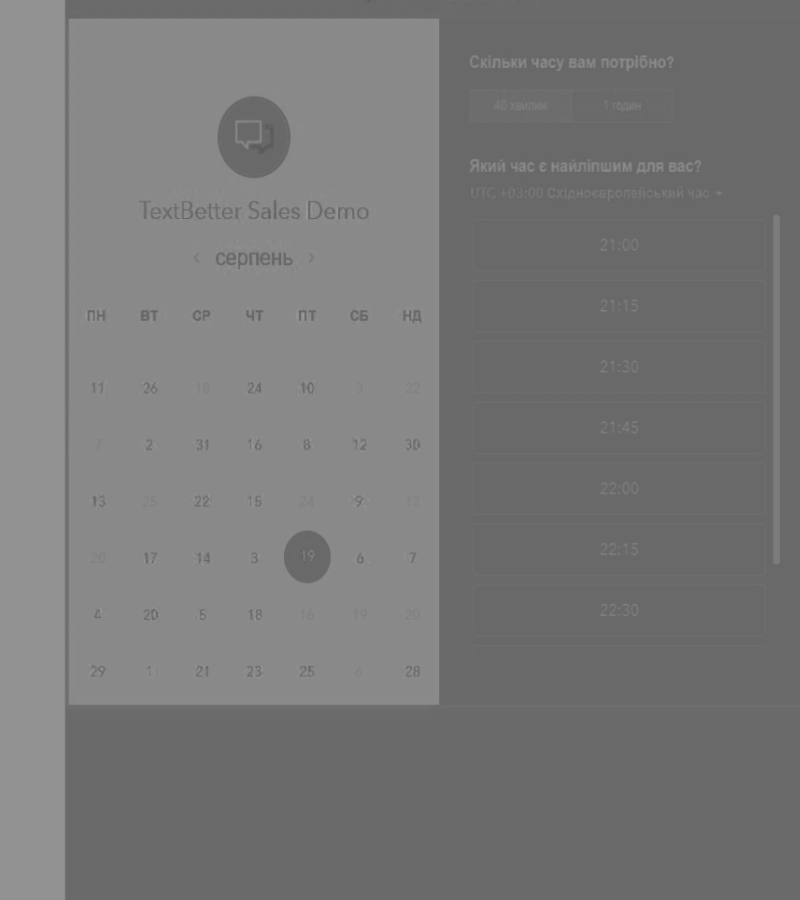 TextBetter Sales Demo
‹ серпень ›
ПН ВТ СР ЧТ ПТ СБ НД
11 26 18 24 10 3 22
7 2 31 16 8 12 30
13 25 22 15 24 9 12
20 17 14 3 19 6 7
4 20 5 18 16 19 20
29 1 21 23 25 6 28
Скільки часу вам потрібно?
40 хвилин 1 годин
Який час є найліпшим для вас?
UTC +03:00 Східноєвропейський час
21:00
21:15
21:30
21:45
22:00
22:15
22:30